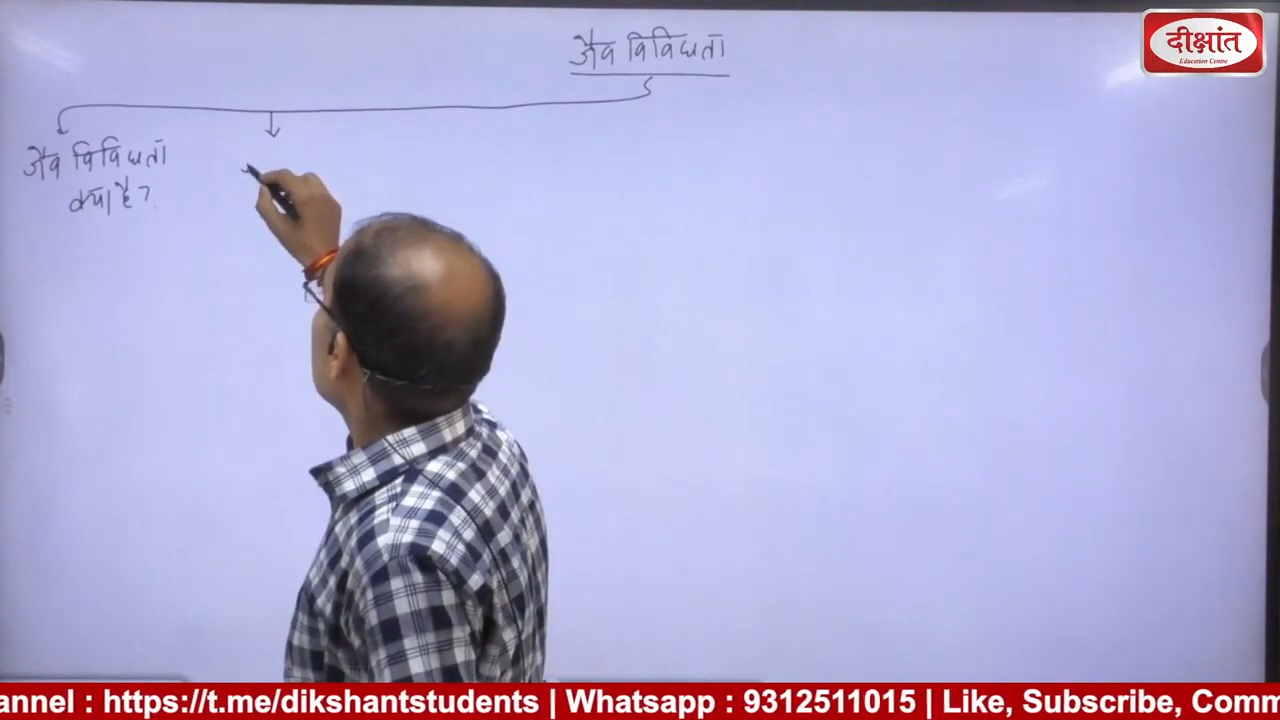 जैव विविधता
दीक्षांत
Education Centre
जैव विविधता
क्या है?
annel : https://t.me/dikshantstudents | Whatsapp : 9312511015 | Like, Subscribe, Comm